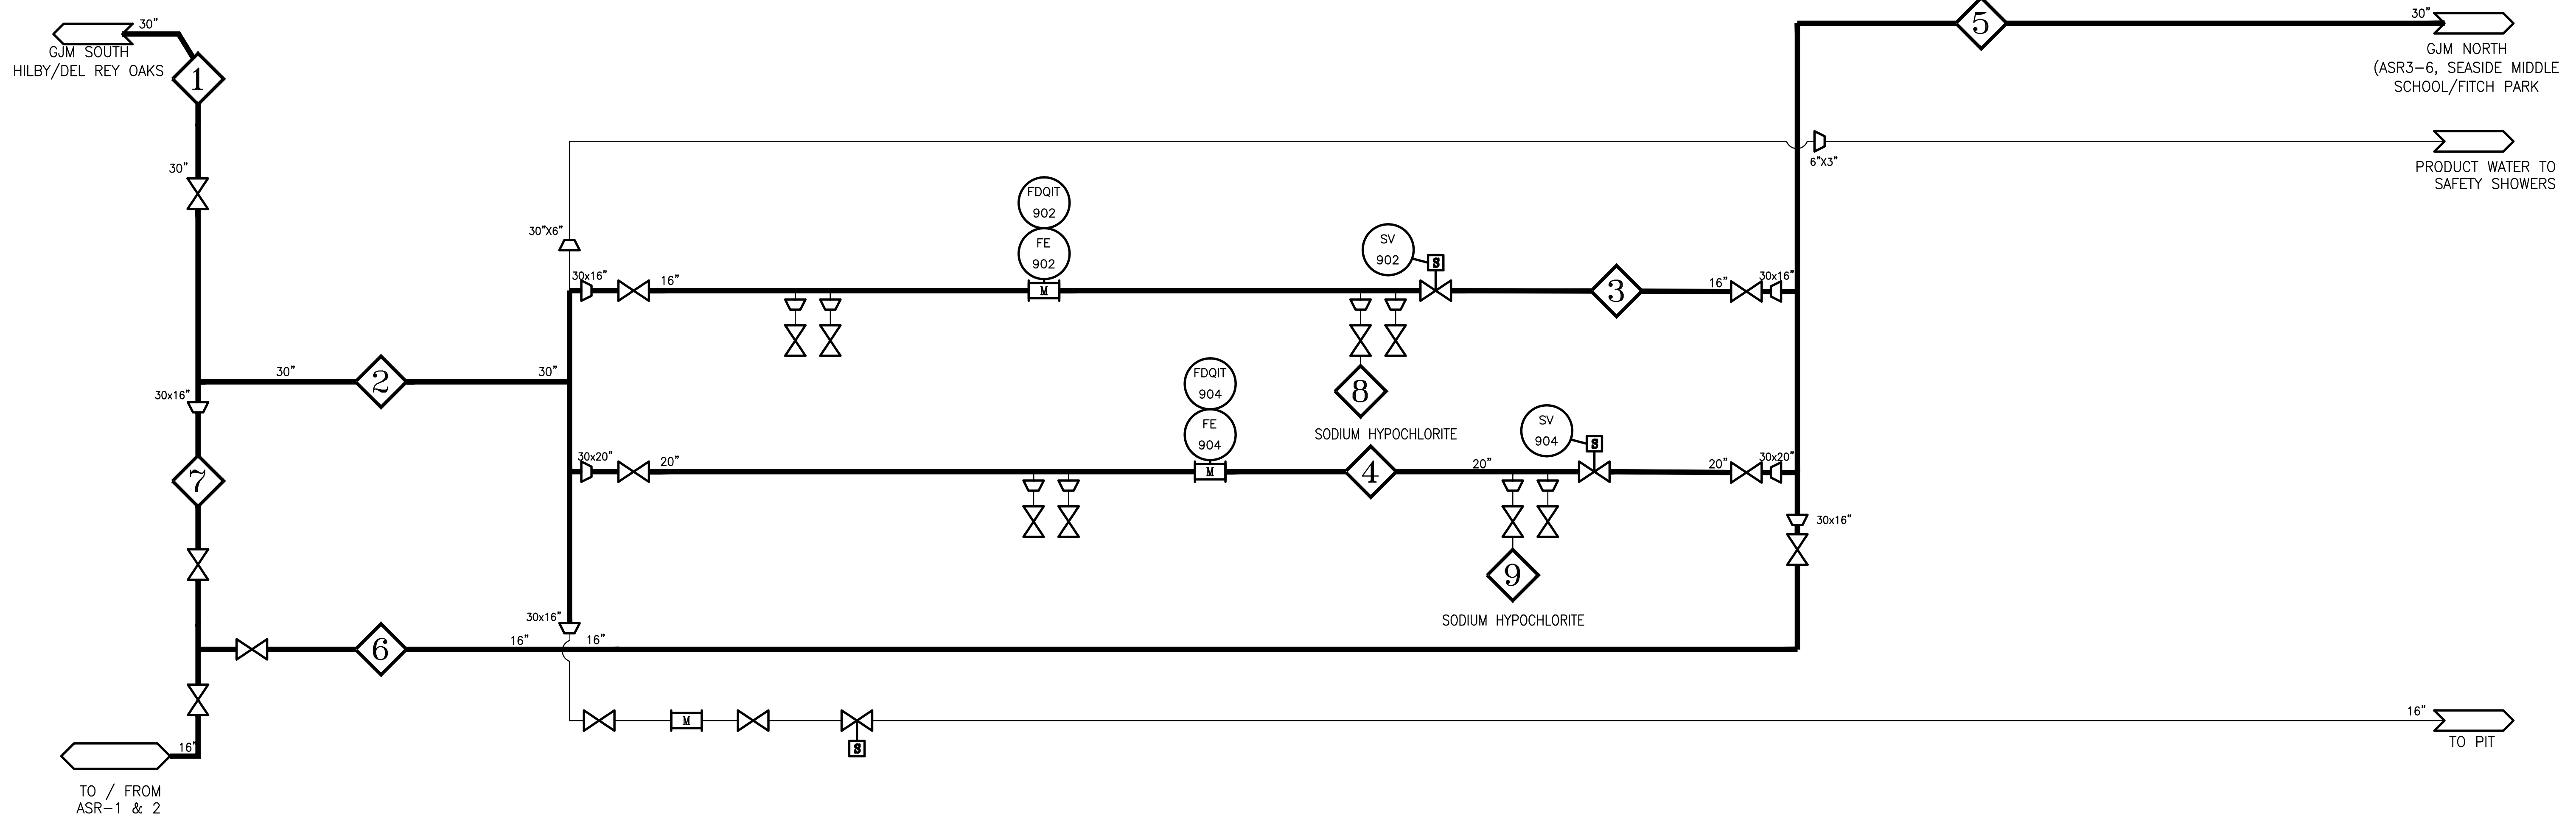 30"
GJM SOUTH
HILBY/DEL REY OAKS
1
5
30"
GJM NORTH
(ASR3-6, SEASIDE MIDDLE
SCHOOL/FITCH PARK
30"
6"X3"
PRODUCT WATER TO
SAFETY SHOWERS
FDQIT
902
FE
902
M
30"X6"
SV
902
S
30x16"
16"
3
16"
30x16"
30"
2
30"
30x16"
FDQIT
904
FE
904
M
8
SODIUM HYPOCHLORITE
SV
904
S
30x20"
20"
4
20"
20"
30x20"
7
30x16"
9
SODIUM HYPOCHLORITE
30x16"
6
16"
16"
M
S
16"
TO PIT
16"
TO / FROM
ASR-1 & 2